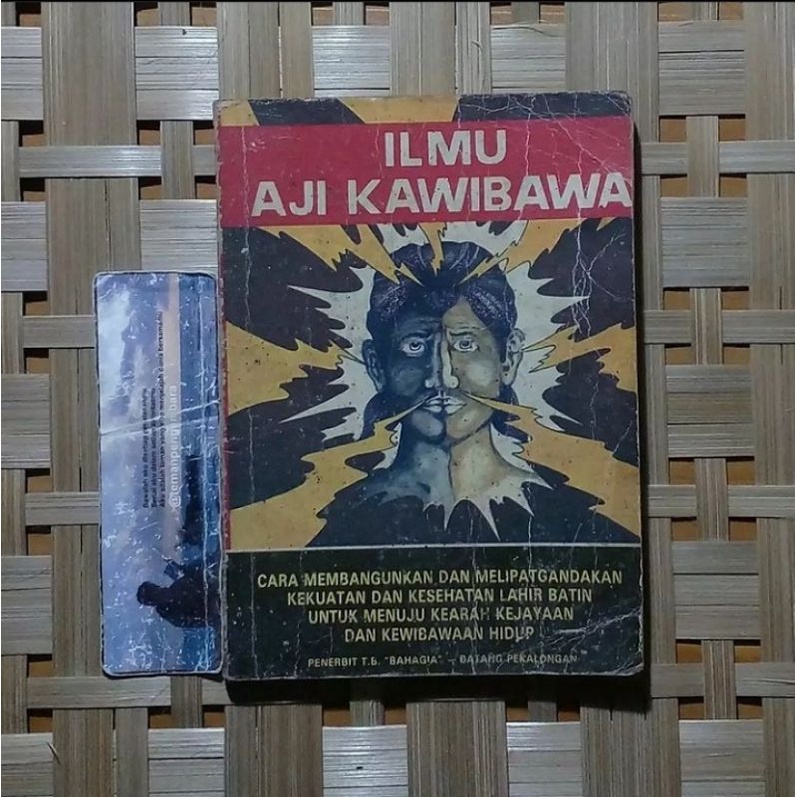 ILMU
AJI KAWIBAWA
CARA MEMBANGUNKAN DAN MELIPATGANDAKAN
KEKUATAN DAN KESEHATAN LAHIR BATIN
UNTUK MENUJU KEARAH KEJAYAAN
DAN KEWIBAWAAN HIDUP
PENERBIT T.B. "BAHAGIA" — BATANG PEKALONGAN